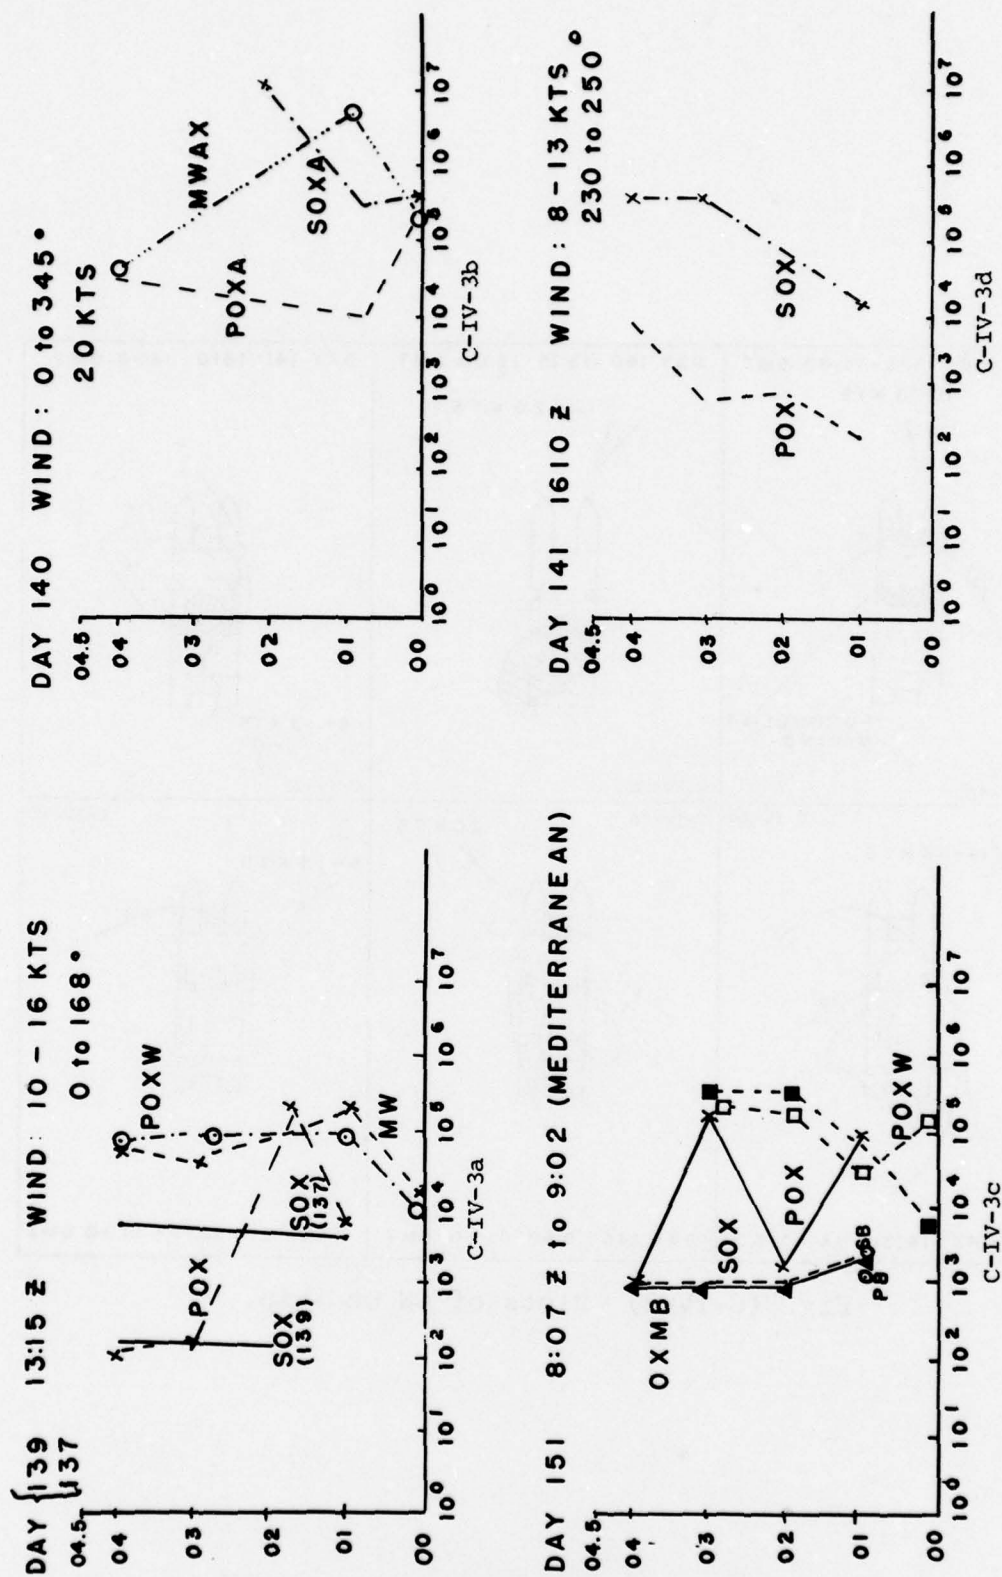 DAY {139 13:15 Z WIND: 10-16 KTS
{137 0 to 168°
04.5
04
03
02
01
00
POXW
POX
SOX
(139)
SOX
(137)
MW
10⁰ 10¹ 10² 10³ 10⁴ 10⁵ 10⁶ 10⁷
C-IV-3a
DAY 140 WIND: 0 to 345°
20 KTS
04.5
04
03
02
01
00
MWAX
POXA
SOXA
10⁰ 10¹ 10² 10³ 10⁴ 10⁵ 10⁶ 10⁷
C-IV-3b
DAY 151 8:07 Z to 9:02 (MEDITERRANEAN)
04.5
04
03
02
01
00
OXMB
SOX
POX
SB
PB
POXW
10⁰ 10¹ 10² 10³ 10⁴ 10⁵ 10⁶ 10⁷
C-IV-3c
DAY 141 1610 Z WIND: 8-13 KTS
230 to 250°
04.5
04
03
02
01
00
POX
SOX
10⁰ 10¹ 10² 10³ 10⁴ 10⁵ 10⁶ 10⁷
C-IV-3d